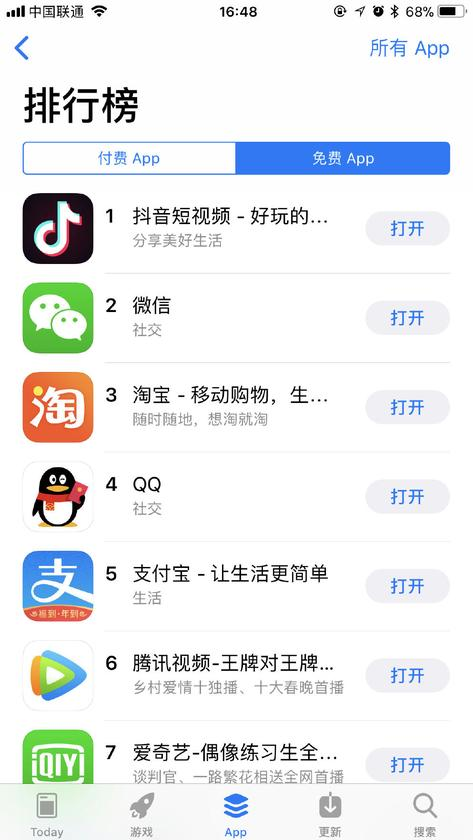 中国联通 16:48 68%
所有 App
排行榜
付费 App 免费 App
1 抖音短视频 - 好玩的... 打开
分享美好生活
2 微信 打开
社交
淘 3 淘宝 - 移动购物，生... 打开
随时随地，想淘就淘
4 QQ 打开
社交
支 5 支付宝 - 让生活更简单 打开
福到·年到 生活
6 腾讯视频-王牌对王牌... 打开
乡村爱情十独播、十大春晚首播
iQIYI 7 爱奇艺-偶像练习生全... 打开
谈判官、一路繁花相送全网首播
Today 游戏 App 更新 搜索